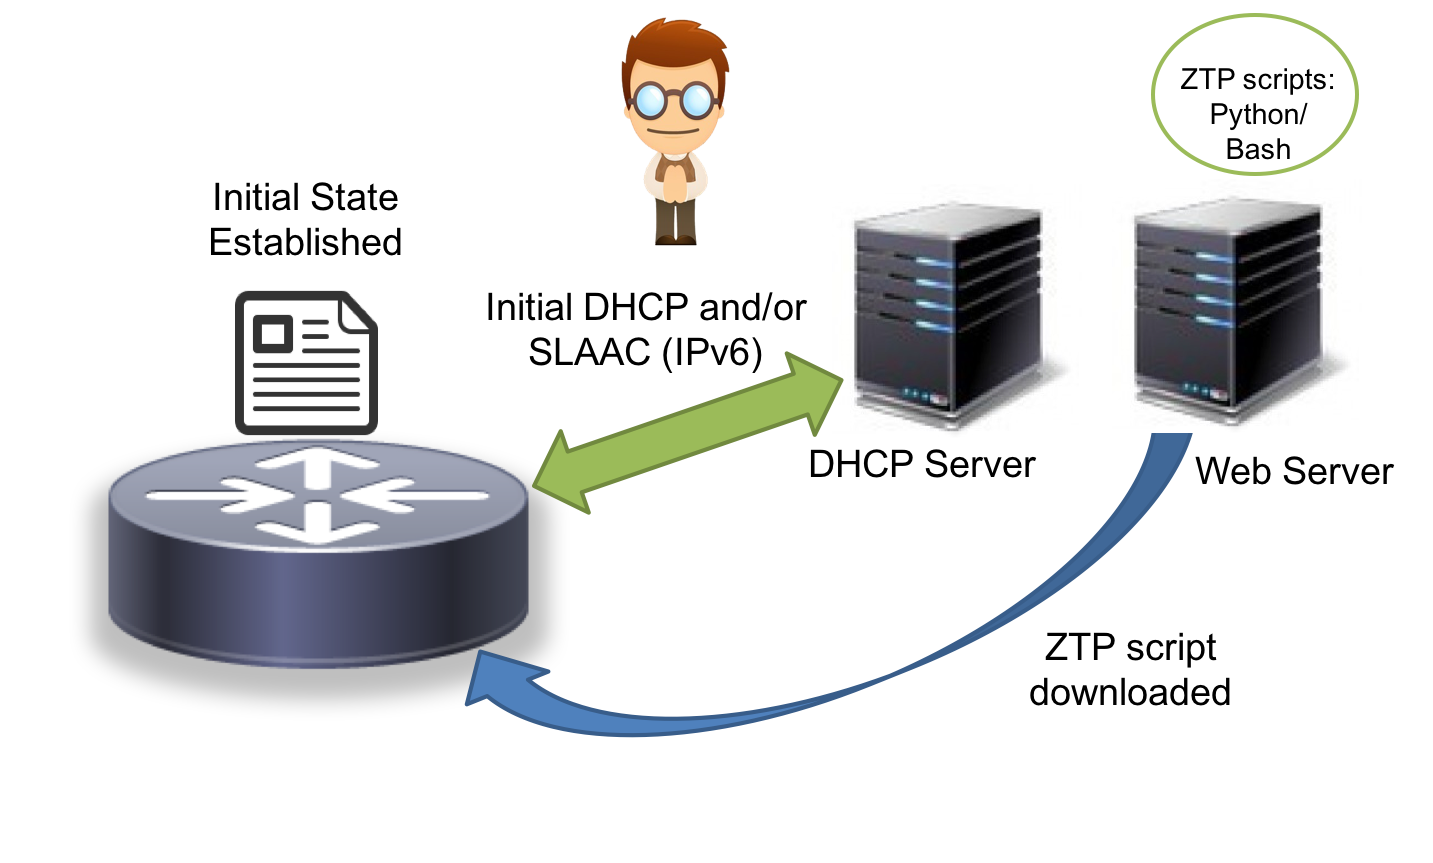 ZTP scripts:
Python/
Bash
Initial State
Established
Initial DHCP and/or
SLAAC (IPv6)
DHCP Server
Web Server
ZTP script
downloaded